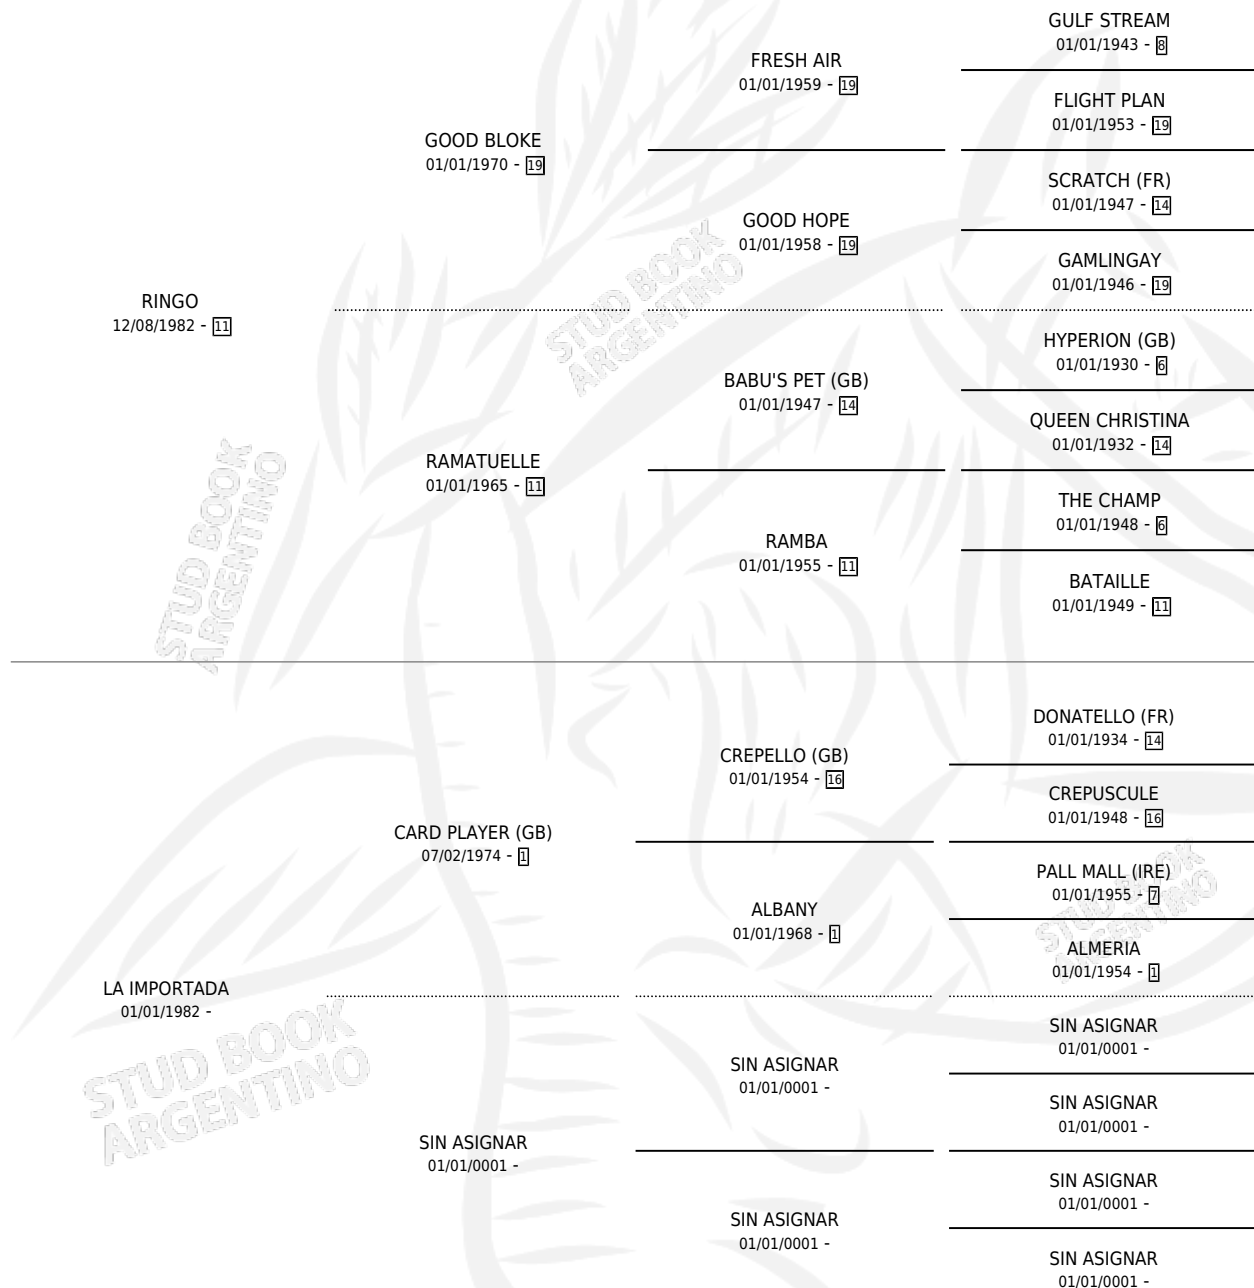 GULF STREAM
01/01/1943 - 8
FRESH AIR
01/01/1959 - 19
FLIGHT PLAN
01/01/1953 - 19
GOOD BLOKE
01/01/1970 - 19
SCRATCH (FR)
01/01/1947 - 14
GOOD HOPE
01/01/1958 - 19
GAMLINGAY
01/01/1946 - 19
RINGO
12/08/1982 - 11
HYPERION (GB)
01/01/1930 - 6
BABU'S PET (GB)
01/01/1947 - 14
QUEEN CHRISTINA
01/01/1932 - 14
RAMATUELLE
01/01/1965 - 11
THE CHAMP
01/01/1948 - 6
RAMBA
01/01/1955 - 11
BATAILLE
01/01/1949 - 11
STUD BOOK
ARGENTINO
STUD BOOK
ARGENTINO
DONATELLO (FR)
01/01/1934 - 14
CREPELLO (GB)
01/01/1954 - 16
CREPUSCULE
01/01/1948 - 16
CARD PLAYER (GB)
07/02/1974 - 1
PALL MALL (IRE)
01/01/1955 - 7
ALBANY
01/01/1968 - 1
ALMERIA
01/01/1954 - 1
LA IMPORTADA
01/01/1982 -
SIN ASIGNAR
01/01/0001 -
SIN ASIGNAR
01/01/0001 -
SIN ASIGNAR
01/01/0001 -
SIN ASIGNAR
01/01/0001 -
SIN ASIGNAR
01/01/0001 -
SIN ASIGNAR
01/01/0001 -
SIN ASIGNAR
01/01/0001 -
STUD BOOK
ARGENTINO
STUD BOOK
ARGENTINO